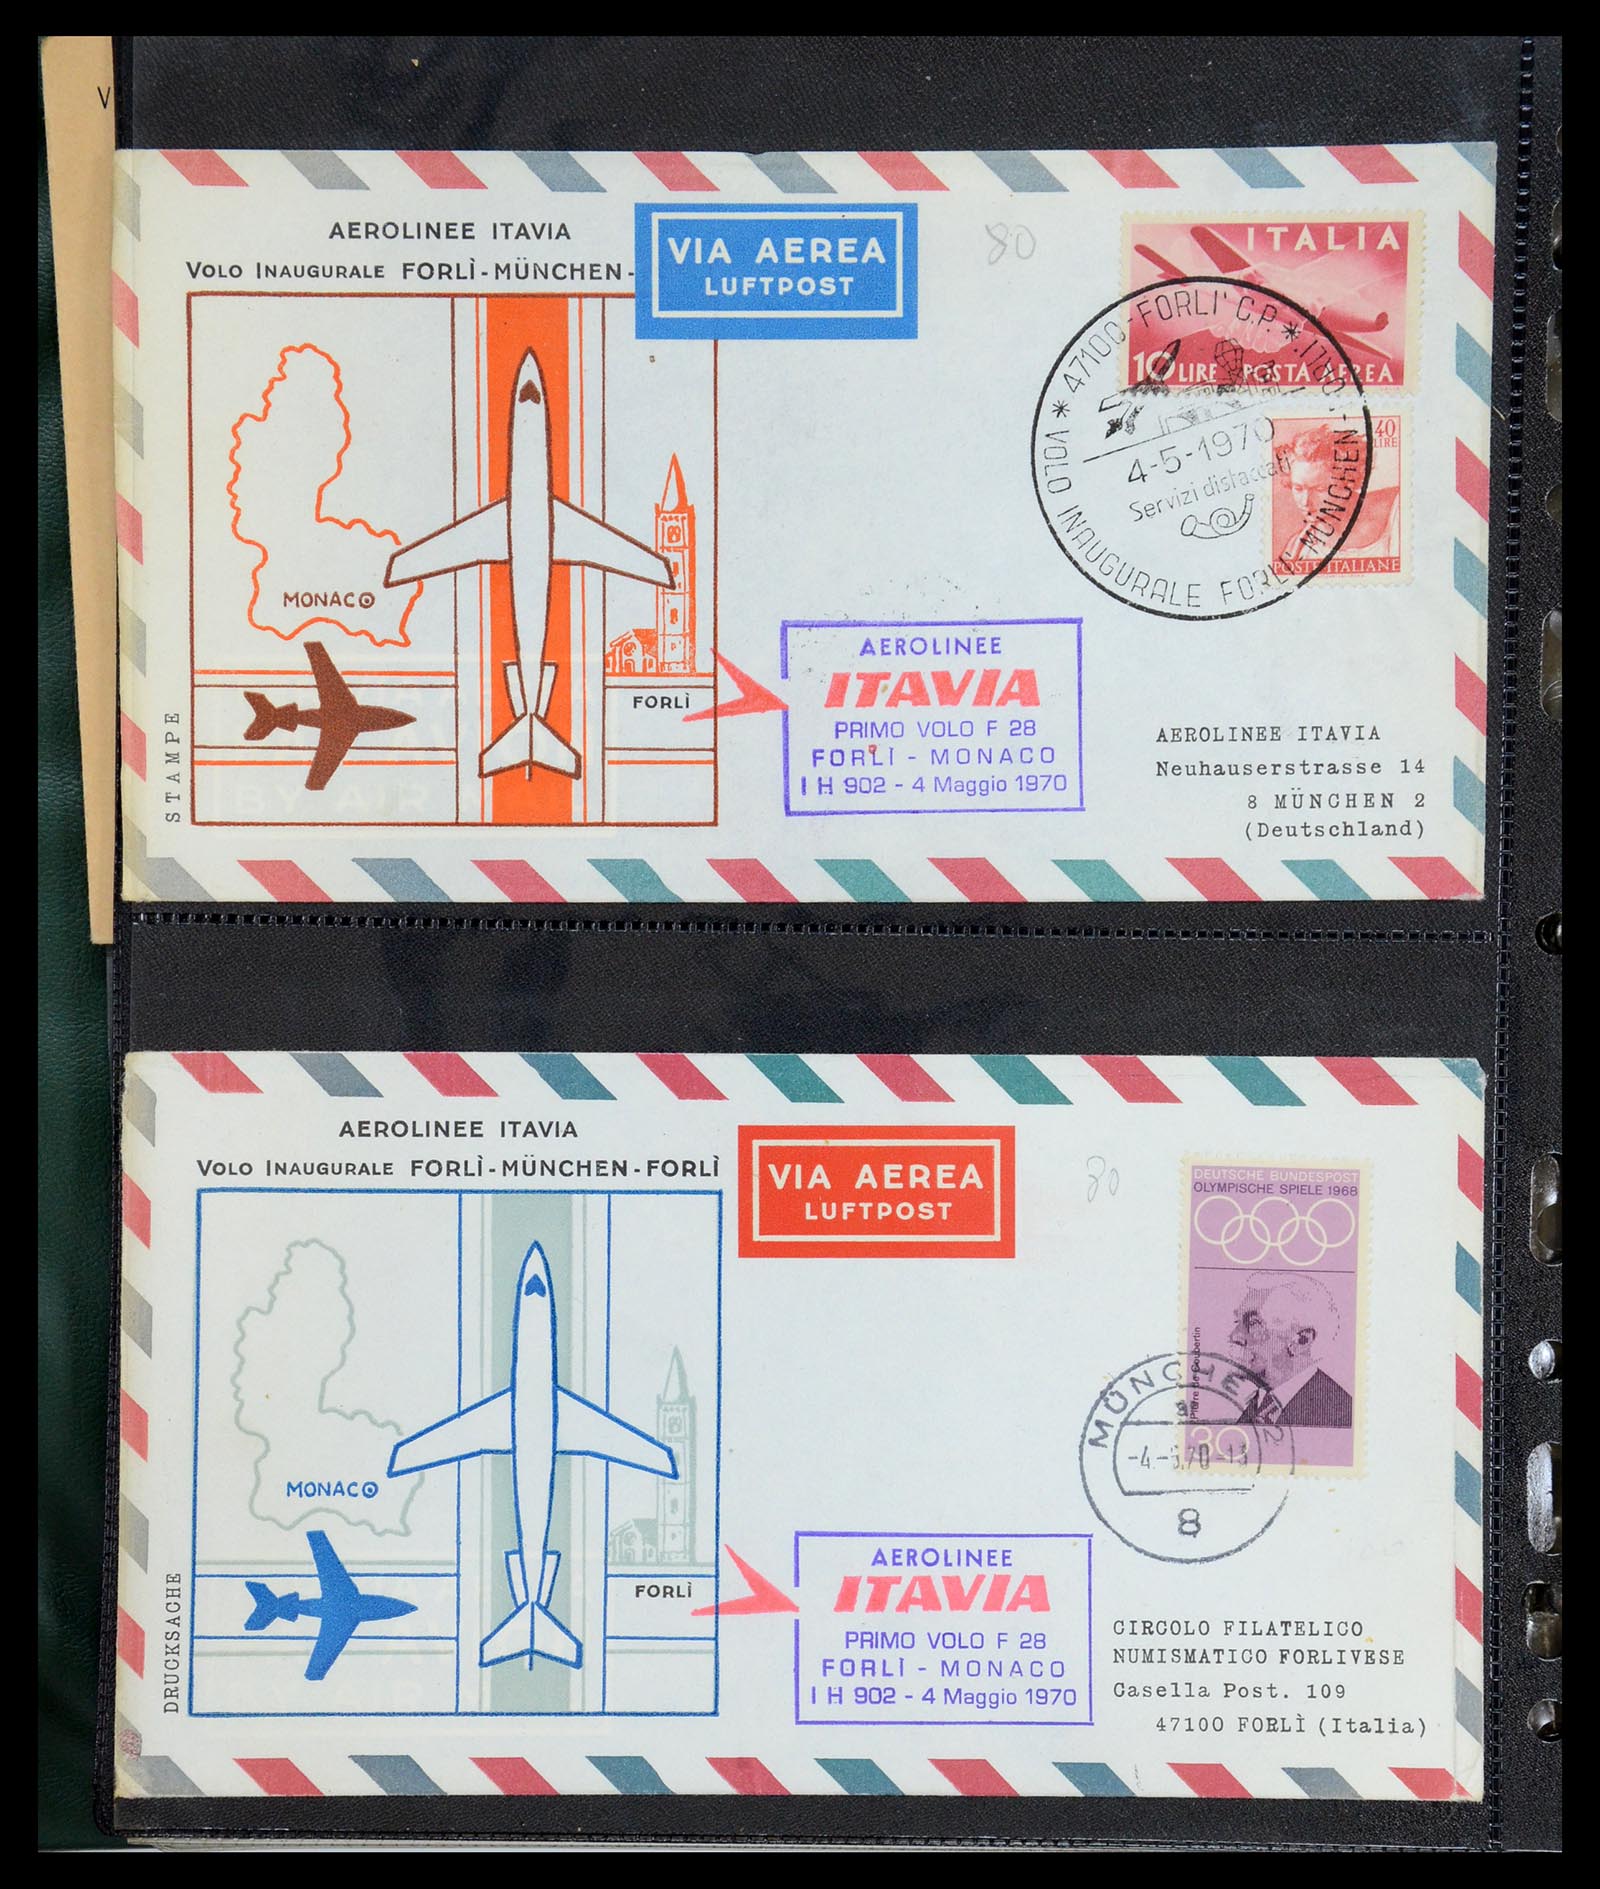 V
AEROLINEE ITAVIA
VOLO INAUGURALE FORLÌ-MÜNCHEN-
VIA AEREA
LUFTPOST
80
ITALIA
10 LIRE POSTA AEREA
40
LIRE
POSTE ITALIANE
* 47100 - FORLI' C.P. *
VOLO INAUGURALE FORLI'-MÜNCHEN-
4-5-1970
Servizi distaccati
MONACO
FORLÌ
STAMPE
AEROLINEE
ITAVIA
PRIMO VOLO F 28
FORLÌ - MONACO
IH 902 - 4 Maggio 1970
AEROLINEE ITAVIA
Neuhauserstrasse 14
8 MÜNCHEN 2
(Deutschland)
AEROLINEE ITAVIA
VOLO INAUGURALE FORLÌ-MÜNCHEN-FORLÌ
VIA AEREA
LUFTPOST
80
DEUTSCHE BUNDESPOST
OLYMPISCHE SPIELE 1968
Pierre de Coubertin
30
MÜNCHEN 2
8
MONACO
FORLÌ
DRUCKSACHE
AEROLINEE
ITAVIA
PRIMO VOLO F 28
FORLÌ - MONACO
IH 902 - 4 Maggio 1970
CIRCOLO FILATELICO
NUMISMATICO FORLIVESE
Casella Post. 109
47100 FORLÌ (Italia)